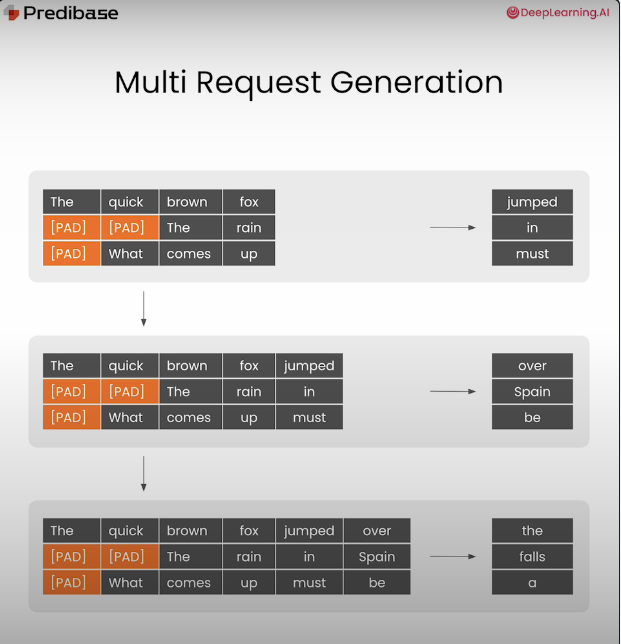 Predibase
DeepLearning.AI
Multi Request Generation
The quick brown fox jumped
[PAD] [PAD] The rain in
[PAD] What comes up must
The quick brown fox jumped over
[PAD] [PAD] The rain in Spain
[PAD] What comes up must be
The quick brown fox jumped over the
[PAD] [PAD] The rain in Spain falls
[PAD] What comes up must be a